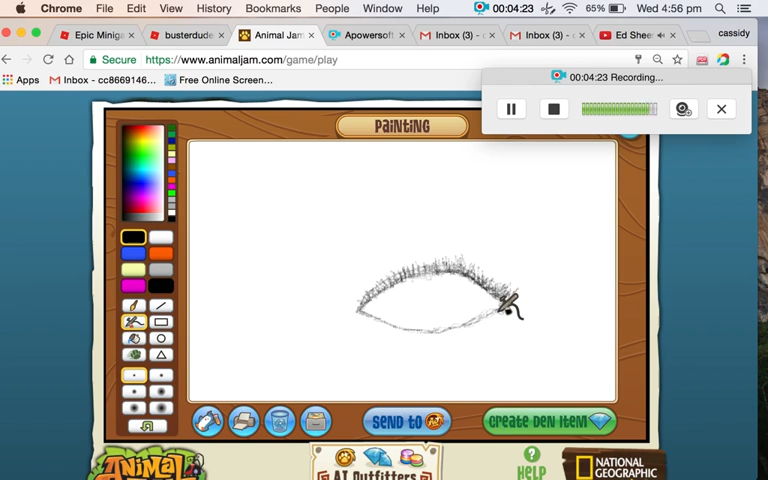 Chrome File Edit View History Bookmarks People Window Help 00:04:23 65% Wed 4:56 pm
Epic Miniga busterdude Animal Jam Apowersoft Inbox (3) - c Inbox (3) - c Ed Shee cassidy
Secure https://www.animaljam.com/game/play
Apps Inbox - cc8669146... Free Online Screen...
00:04:23 Recording...
PAINTING
SEND TO CREATE DEN ITEM
ANIMAL AJ Outfitters HELP NATIONAL GEOGRAPHIC